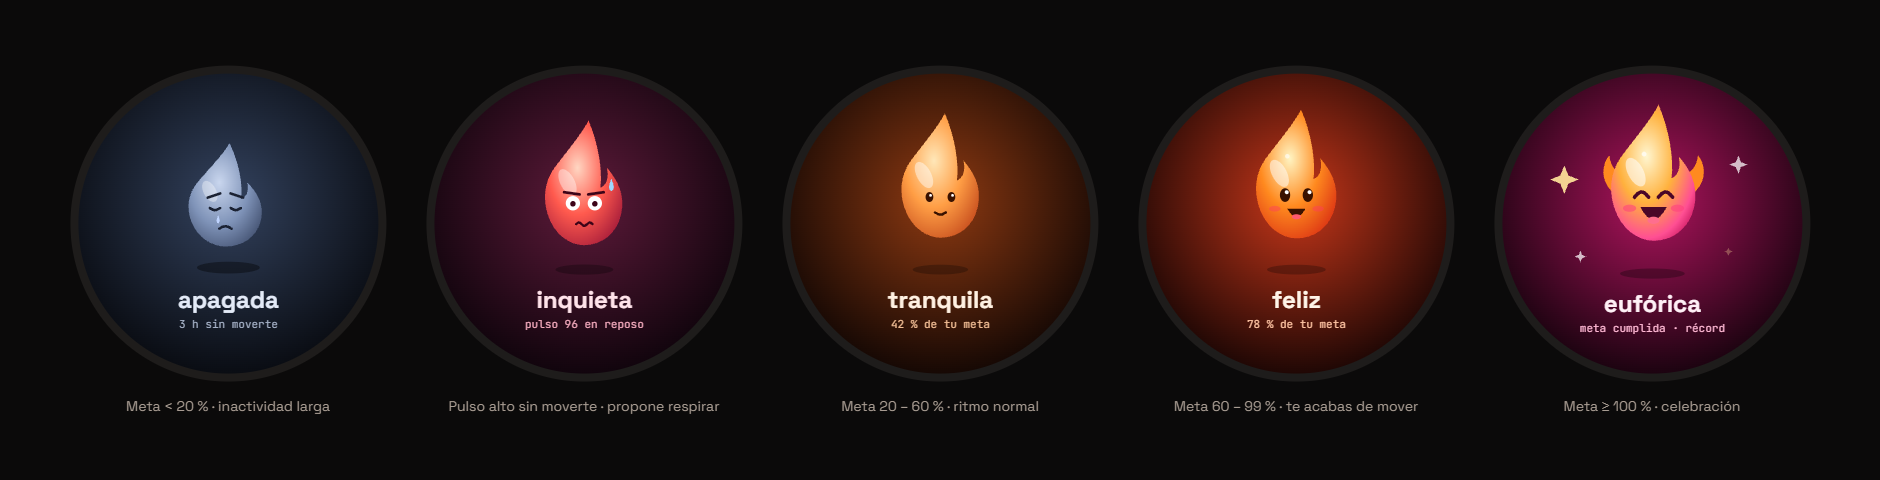 apagada
3 h sin moverte
Meta < 20 % · inactividad larga
inquieta
pulso 96 en reposo
Pulso alto sin moverte · propone respirar
tranquila
42 % de tu meta
Meta 20 – 60 % · ritmo normal
feliz
78 % de tu meta
Meta 60 – 99 % · te acabas de mover
eufórica
meta cumplida · récord
Meta ≥ 100 % · celebración